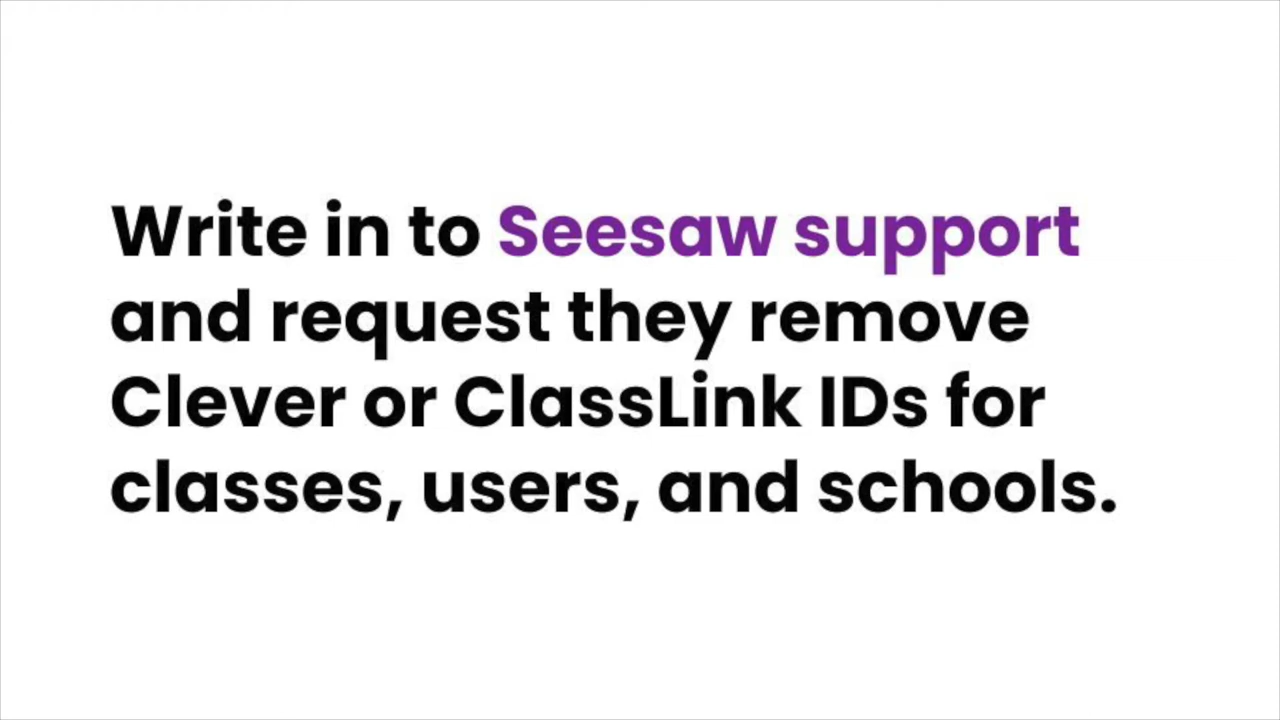 Write in to Seesaw support
and request they remove
Clever or ClassLink IDs for
classes, users, and schools.